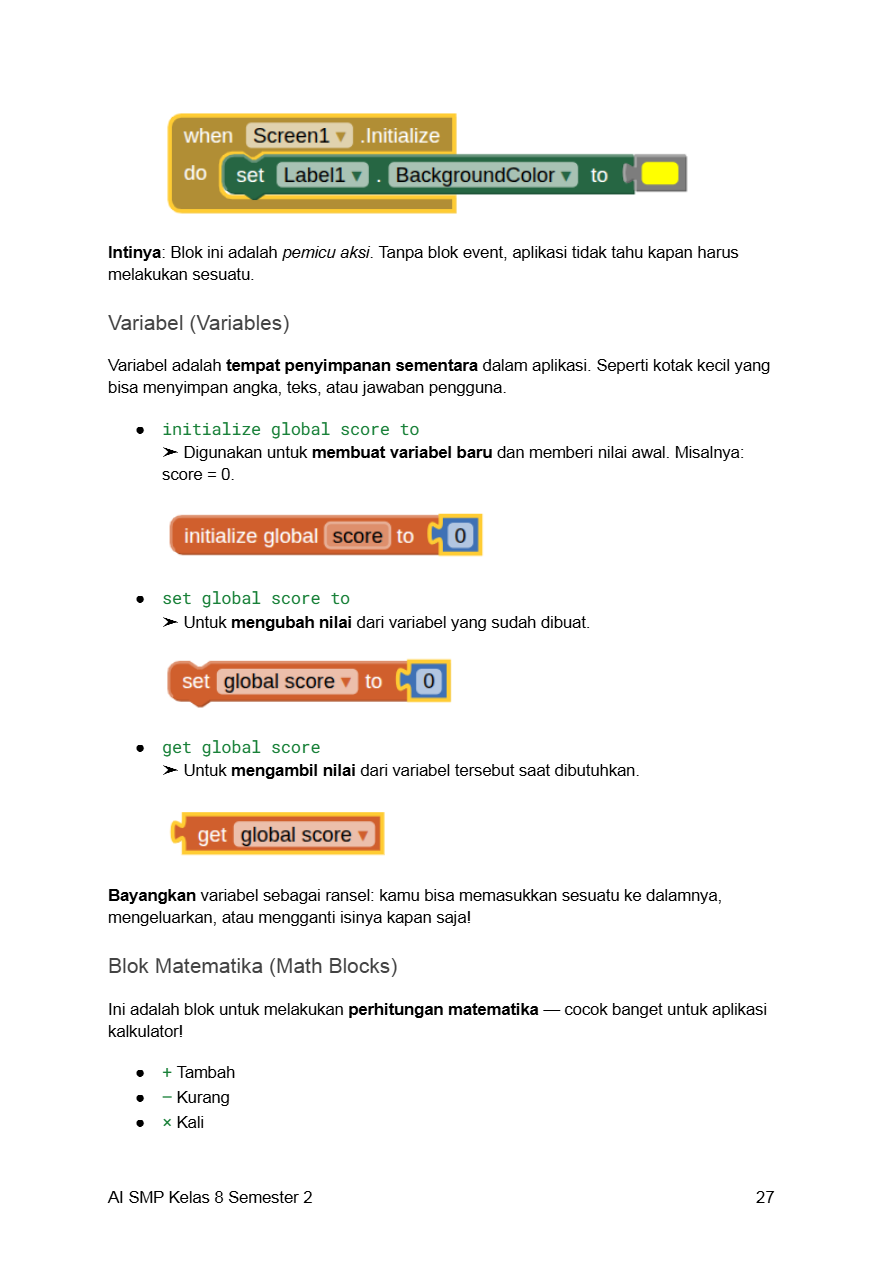 when Screen1 ▾ .Initialize
do set Label1 ▾ . BackgroundColor ▾ to
Intinya: Blok ini adalah pemicu aksi. Tanpa blok event, aplikasi tidak tahu kapan harus
melakukan sesuatu.
Variabel (Variables)
Variabel adalah tempat penyimpanan sementara dalam aplikasi. Seperti kotak kecil yang
bisa menyimpan angka, teks, atau jawaban pengguna.
● initialize global score to
➤ Digunakan untuk membuat variabel baru dan memberi nilai awal. Misalnya:
score = 0.
initialize global score to 0
● set global score to
➤ Untuk mengubah nilai dari variabel yang sudah dibuat.
set global score ▾ to 0
● get global score
➤ Untuk mengambil nilai dari variabel tersebut saat dibutuhkan.
get global score ▾
Bayangkan variabel sebagai ransel: kamu bisa memasukkan sesuatu ke dalamnya,
mengeluarkan, atau mengganti isinya kapan saja!
Blok Matematika (Math Blocks)
Ini adalah blok untuk melakukan perhitungan matematika — cocok banget untuk aplikasi
kalkulator!
● + Tambah
● − Kurang
● × Kali
AI SMP Kelas 8 Semester 2 27